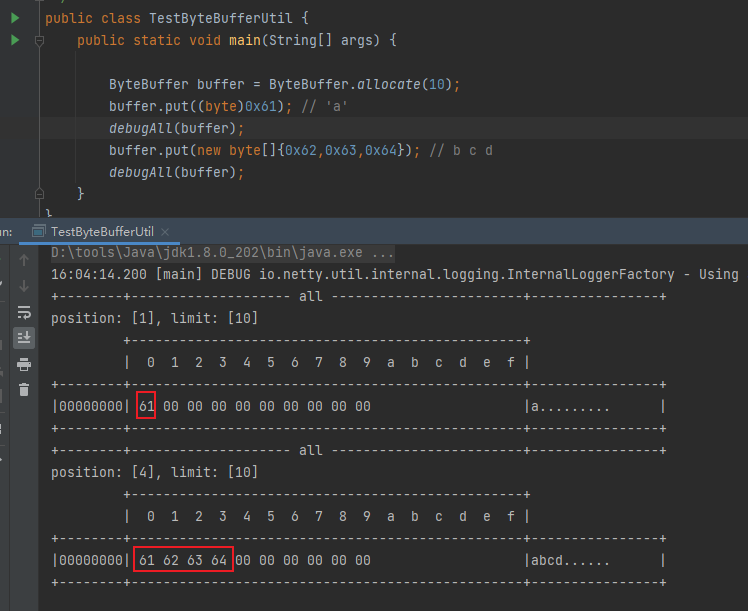 public class TestByteBufferUtil {
public static void main(String[] args) {
ByteBuffer buffer = ByteBuffer.allocate(10);
buffer.put((byte)0x61); // 'a'
debugAll(buffer);
buffer.put(new byte[]{0x62,0x63,0x64}); // b c d
debugAll(buffer);
}
}
un: TestByteBufferUtil ×
D:\tools\Java\jdk1.8.0_202\bin\java.exe ...
16:04:14.200 [main] DEBUG io.netty.util.internal.logging.InternalLoggerFactory - Using
+--------+-------------------- all ------------------------+----------------+
position: [1], limit: [10]
+-------------------------------------------------+
|  0  1  2  3  4  5  6  7  8  9  a  b  c  d  e  f |
+--------+-------------------------------------------------+----------------+
|00000000| 61 00 00 00 00 00 00 00 00 00                   |a.........      |
+--------+-------------------------------------------------+----------------+
+--------+-------------------- all ------------------------+----------------+
position: [4], limit: [10]
+-------------------------------------------------+
|  0  1  2  3  4  5  6  7  8  9  a  b  c  d  e  f |
+--------+-------------------------------------------------+----------------+
|00000000| 61 62 63 64 00 00 00 00 00 00                   |abcd......      |
+--------+-------------------------------------------------+----------------+